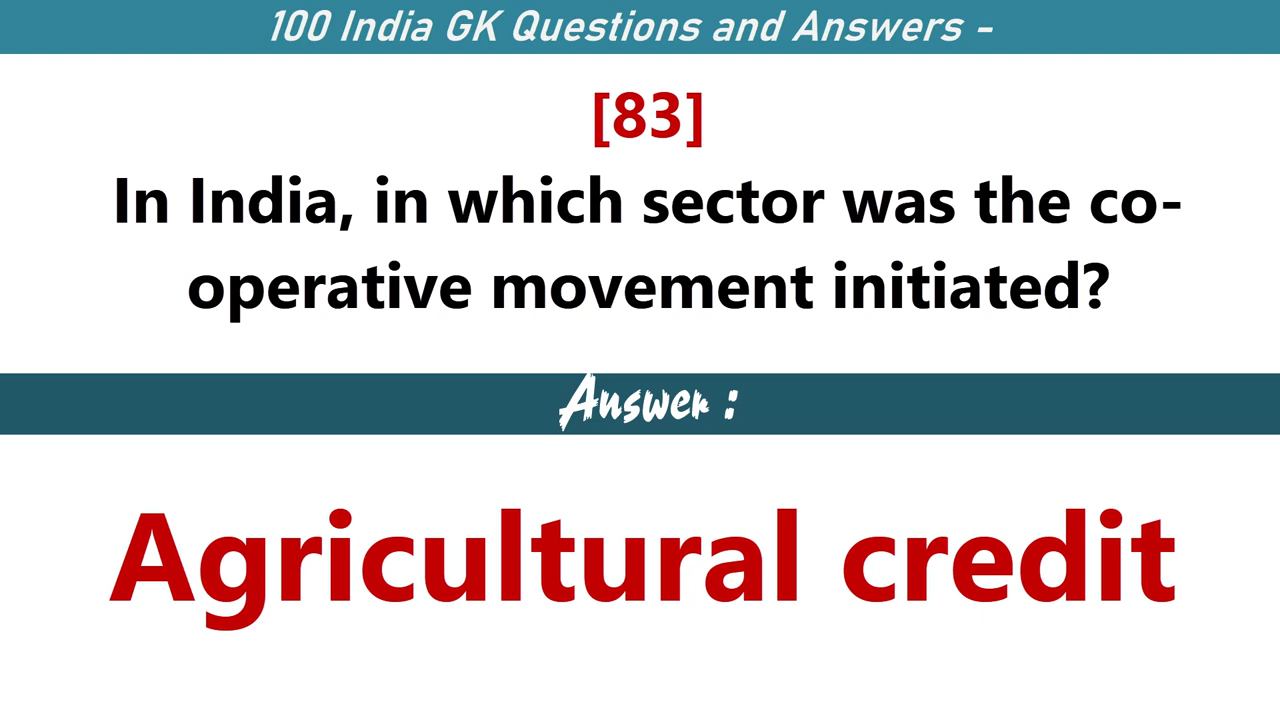 100 India GK Questions and Answers -
[83]
In India, in which sector was the co-
operative movement initiated?
Answer :
Agricultural credit